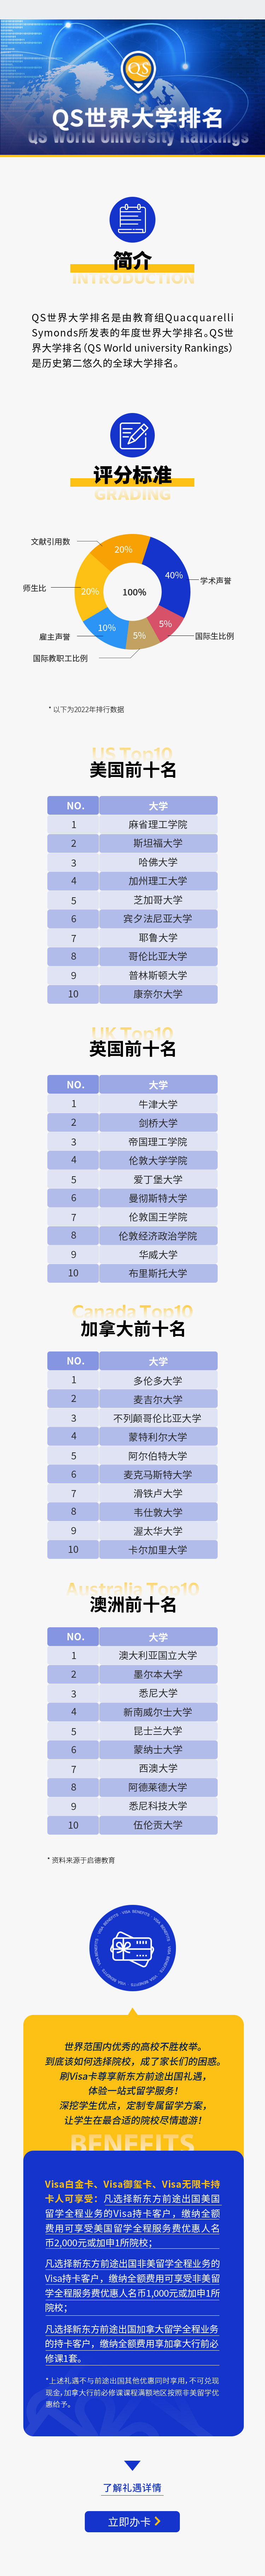 QS
QS世界大学排名
QS World University Rankings
简介
INTRODUCTION
QS世界大学排名是由教育组Quacquarelli
Symonds所发表的年度世界大学排名。QS世
界大学排名（QS World university Rankings）
是历史第二悠久的全球大学排名。
评分标准
GRADING
文献引用数
20%
40%
学术声誉
师生比
20%
100%
雇主声誉
10%
5%
5%
国际生比例
国际教职工比例
* 以下为2022年排行数据
US Top10
美国前十名
NO. 大学
1 麻省理工学院
2 斯坦福大学
3 哈佛大学
4 加州理工大学
5 芝加哥大学
6 宾夕法尼亚大学
7 耶鲁大学
8 哥伦比亚大学
9 普林斯顿大学
10 康奈尔大学
UK Top10
英国前十名
NO. 大学
1 牛津大学
2 剑桥大学
3 帝国理工学院
4 伦敦大学学院
5 爱丁堡大学
6 曼彻斯特大学
7 伦敦国王学院
8 伦敦经济政治学院
9 华威大学
10 布里斯托大学
Canada Top10
加拿大前十名
NO. 大学
1 多伦多大学
2 麦吉尔大学
3 不列颠哥伦比亚大学
4 蒙特利尔大学
5 阿尔伯特大学
6 麦克马斯特大学
7 滑铁卢大学
8 韦仕敦大学
9 渥太华大学
10 卡尔加里大学
Australia Top10
澳洲前十名
NO. 大学
1 澳大利亚国立大学
2 墨尔本大学
3 悉尼大学
4 新南威尔士大学
5 昆士兰大学
6 蒙纳士大学
7 西澳大学
8 阿德莱德大学
9 悉尼科技大学
10 伍伦贡大学
* 资料来源于启德教育
VISA BENEFITS · VISA BENEFITS · VISA BENEFITS · VISA BENEFITS
世界范围内优秀的高校不胜枚举。
到底该如何选择院校，成了家长们的困惑。
刷Visa卡尊享新东方前途出国礼遇，
体验一站式留学服务！
深挖学生优点，定制专属留学方案，
让学生在最合适的院校尽情遨游！
BENEFITS
Visa白金卡、Visa御玺卡、Visa无限卡持
卡人可享受：凡选择新东方前途出国美国
留学全程业务的Visa持卡客户，缴纳全额
费用可享受美国留学全程服务费优惠人名
币2,000元或加申1所院校；
凡选择新东方前途出国非美留学全程业务的
Visa持卡客户，缴纳全额费用可享受非美留
学全程服务费优惠人名币1,000元或加申1所
院校；
凡选择新东方前途出国加拿大留学全程业务
的持卡客户，缴纳全额费用享加拿大行前必
修课1套。
*上述礼遇不与前途出国其他优惠同时享用，不可兑现
现金，加拿大行前必修课课程满额地区按照非美留学优
惠给予。
了解礼遇详情
立即办卡